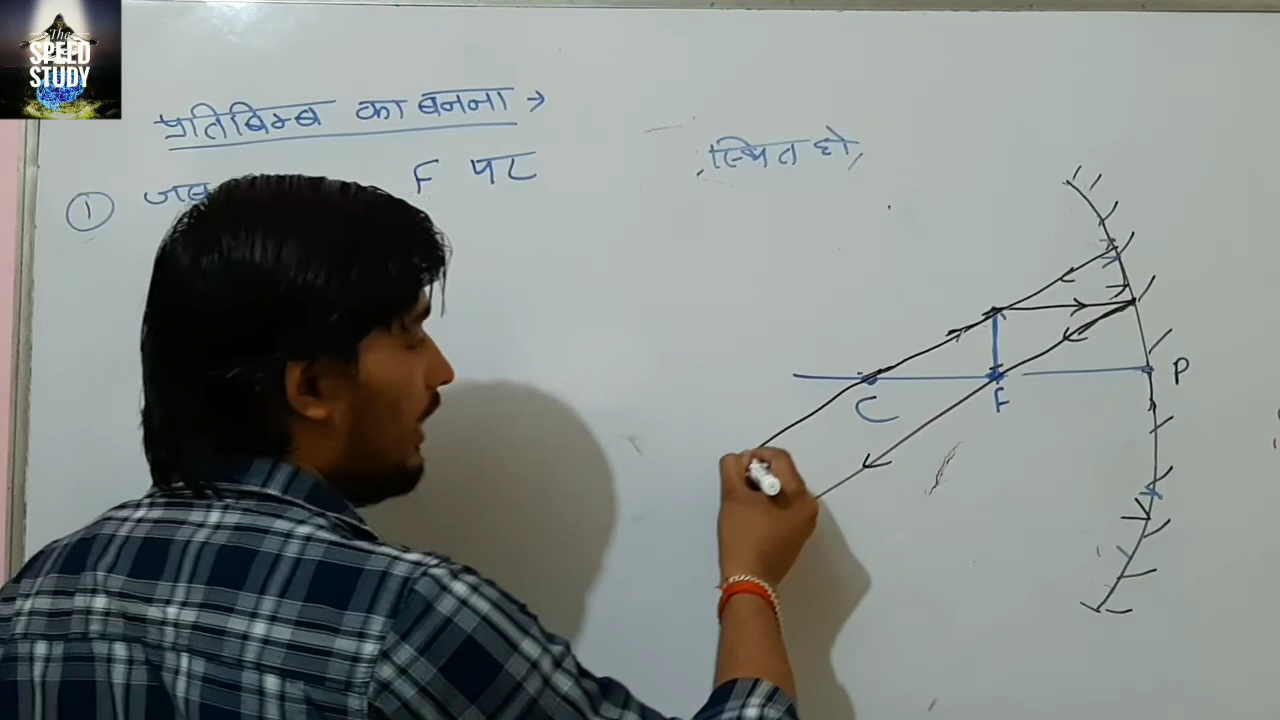 The
SPEED
STUDY
प्रतिबिम्ब का बनना →
① जब F पर स्थित हो,
P
C
F